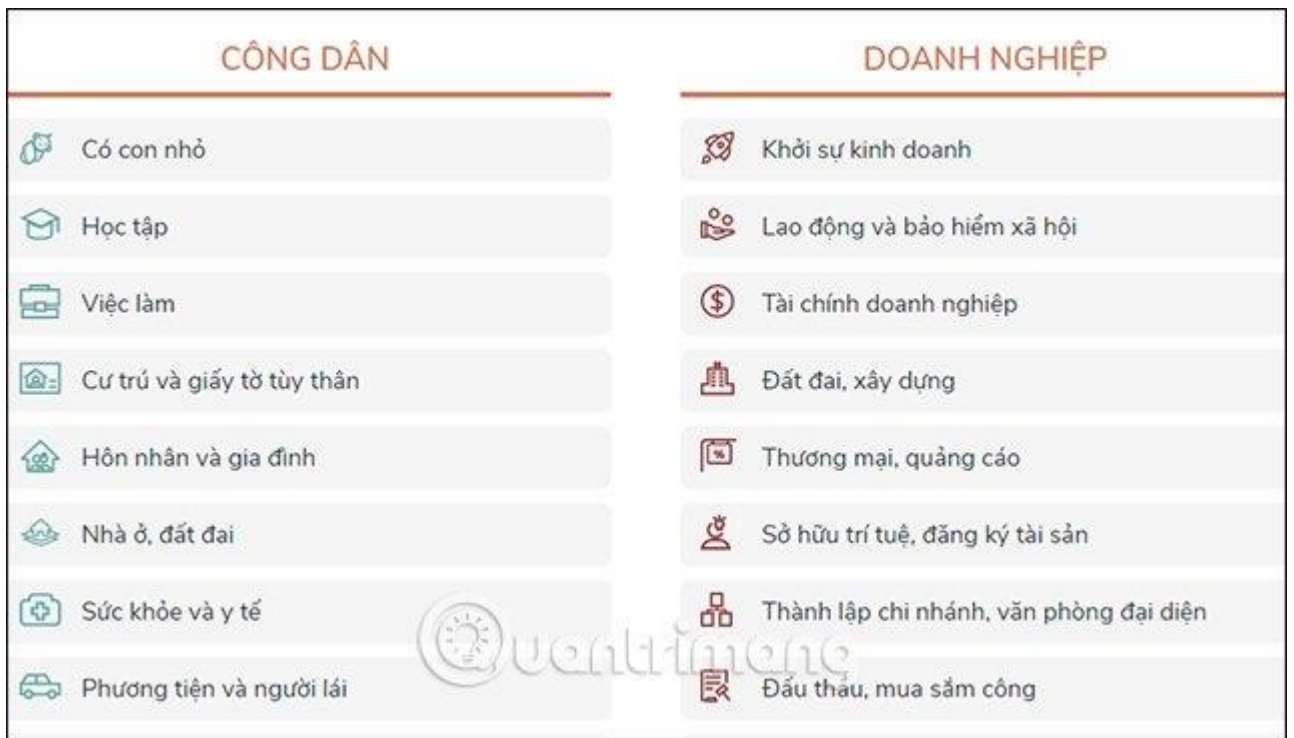 CÔNG DÂN
Có con nhỏ
Học tập
Việc làm
Cư trú và giấy tờ tùy thân
Hôn nhân và gia đình
Nhà ở, đất đai
Sức khỏe và y tế
Phương tiện và người lái
DOANH NGHIỆP
Khởi sự kinh doanh
Lao động và bảo hiểm xã hội
Tài chính doanh nghiệp
Đất đai, xây dựng
Thương mại, quảng cáo
Sở hữu trí tuệ, đăng ký tài sản
Thành lập chi nhánh, văn phòng đại diện
Đấu thầu, mua sắm công
Quantrimang